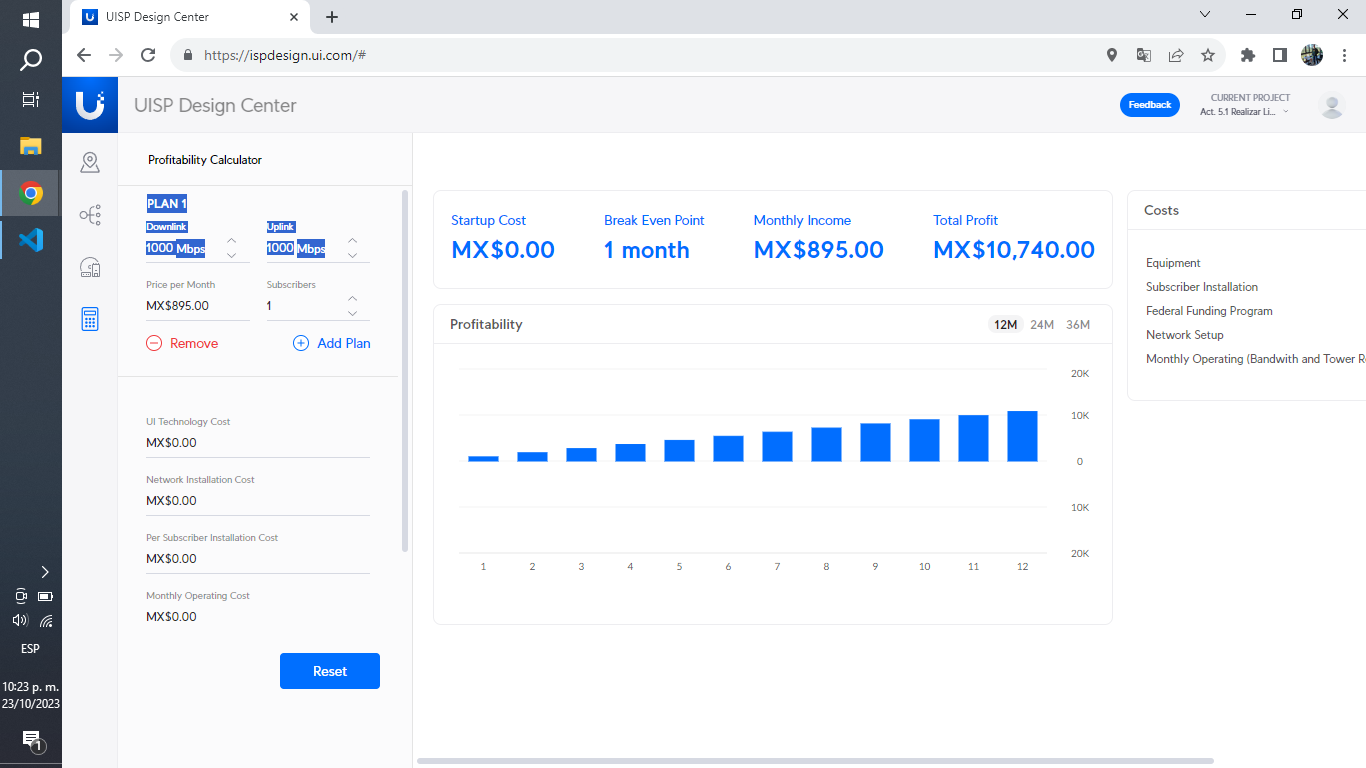 UISP Design Center
https://ispdesign.ui.com/#
UISP Design Center
Feedback
CURRENT PROJECT
Act. 5.1 Realizar Li...
Profitability Calculator
PLAN 1
Downlink
Uplink
1000 Mbps
1000 Mbps
Price per Month
Subscribers
MX$895.00
1
Remove
Add Plan
UI Technology Cost
MX$0.00
Network Installation Cost
MX$0.00
Per Subscriber Installation Cost
MX$0.00
Monthly Operating Cost
MX$0.00
Reset
Startup Cost
MX$0.00
Break Even Point
1 month
Monthly Income
MX$895.00
Total Profit
MX$10,740.00
Profitability
12M 24M 36M
20K
10K
0
10K
20K
1 2 3 4 5 6 7 8 9 10 11 12
Costs
Equipment
Subscriber Installation
Federal Funding Program
Network Setup
Monthly Operating (Bandwith and Tower R
ESP
10:23 p. m.
23/10/2023
1